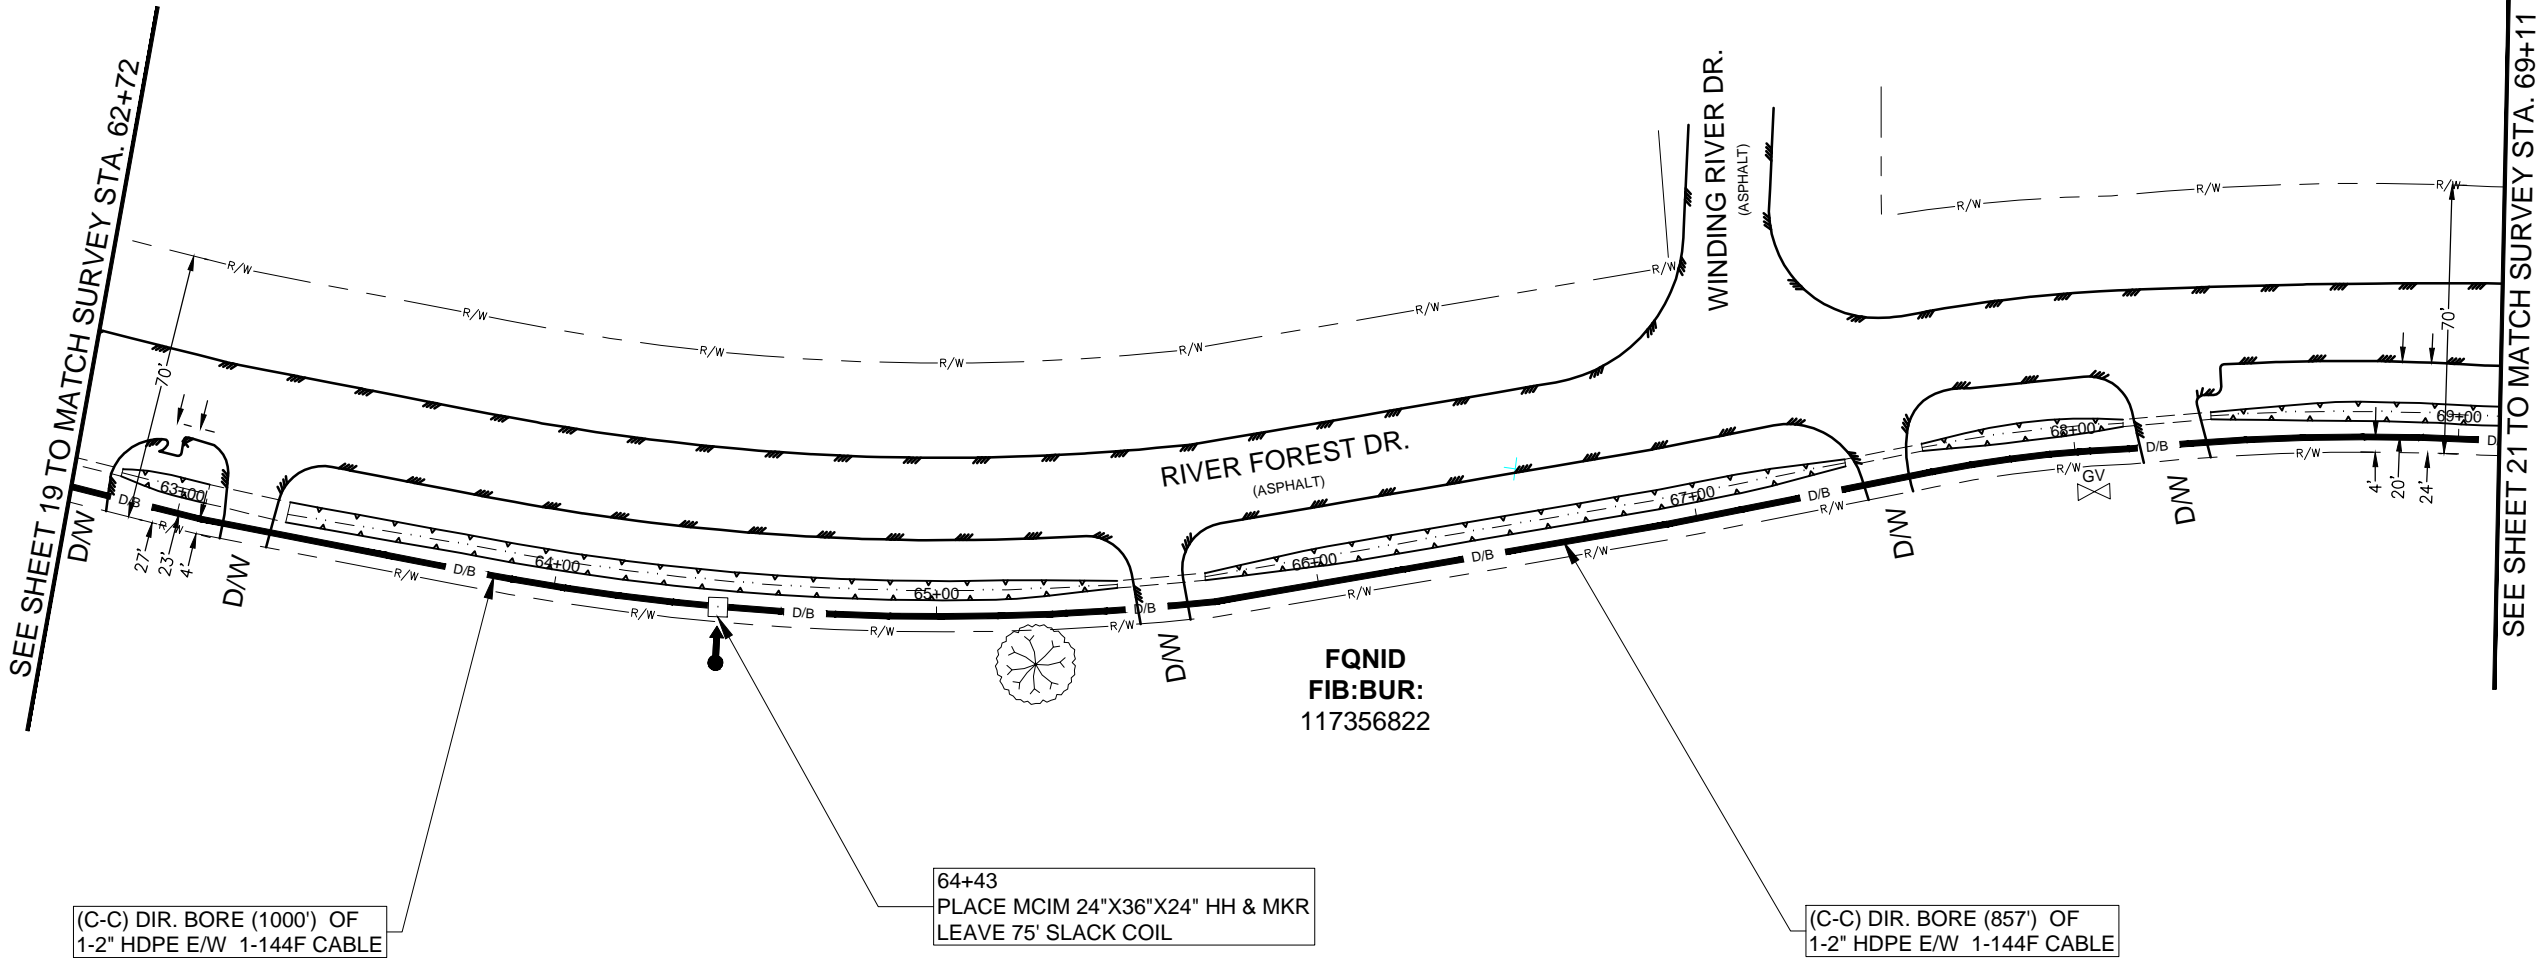 SEE SHEET 19 TO MATCH SURVEY STA. 62+72
SEE SHEET 21 TO MATCH SURVEY STA. 69+11
WINDING RIVER DR.
(ASPHALT)
RIVER FOREST DR.
(ASPHALT)
R/W
R/W
R/W
R/W
R/W
R/W
R/W
R/W
R/W
R/W
70'
70'
63+00
64+00
65+00
66+00
67+00
68+00
69+00
D/B
D/B
D/B
D/B
D/B
D/B
D/B
D/
R/W
R/W
R/W
R/W
R/W
R/W
R/W
R/W
R/W
R/W
D/W
D/W
D/W
D/W
D/W
27'
23'
4'
4'
20'
24'
GV
FQNID
FIB:BUR:
117356822
(C-C) DIR. BORE (1000') OF
1-2" HDPE E/W 1-144F CABLE
64+43
PLACE MCIM 24"X36"X24" HH & MKR
LEAVE 75' SLACK COIL
(C-C) DIR. BORE (857') OF
1-2" HDPE E/W 1-144F CABLE